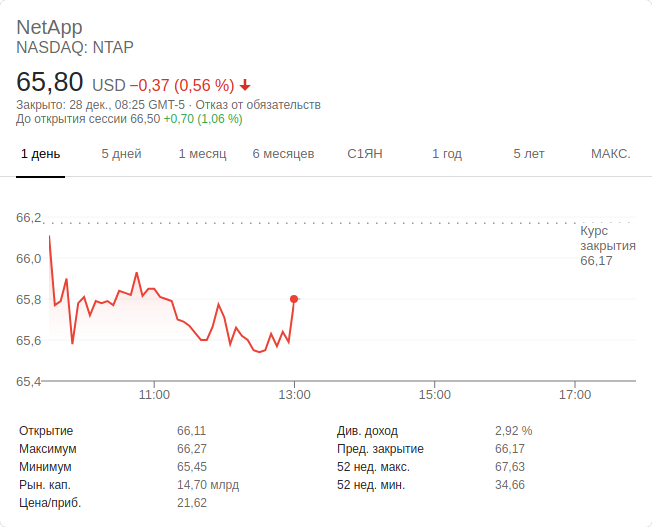 NetApp
NASDAQ: NTAP
65,80 USD −0,37 (0,56 %)
Закрыто: 28 дек., 08:25 GMT-5 · Отказ от обязательств
До открытия сессии 66,50 +0,70 (1,06 %)
1 день 5 дней 1 месяц 6 месяцев С1ЯН 1 год 5 лет МАКС.
66,2
Курс
закрытия
66,17
66,0
65,8
65,6
65,4
11:00 13:00 15:00 17:00
Открытие 66,11 Див. доход 2,92 %
Максимум 66,27 Пред. закрытие 66,17
Минимум 65,45 52 нед. макс. 67,63
Рын. кап. 14,70 млрд 52 нед. мин. 34,66
Цена/приб. 21,62